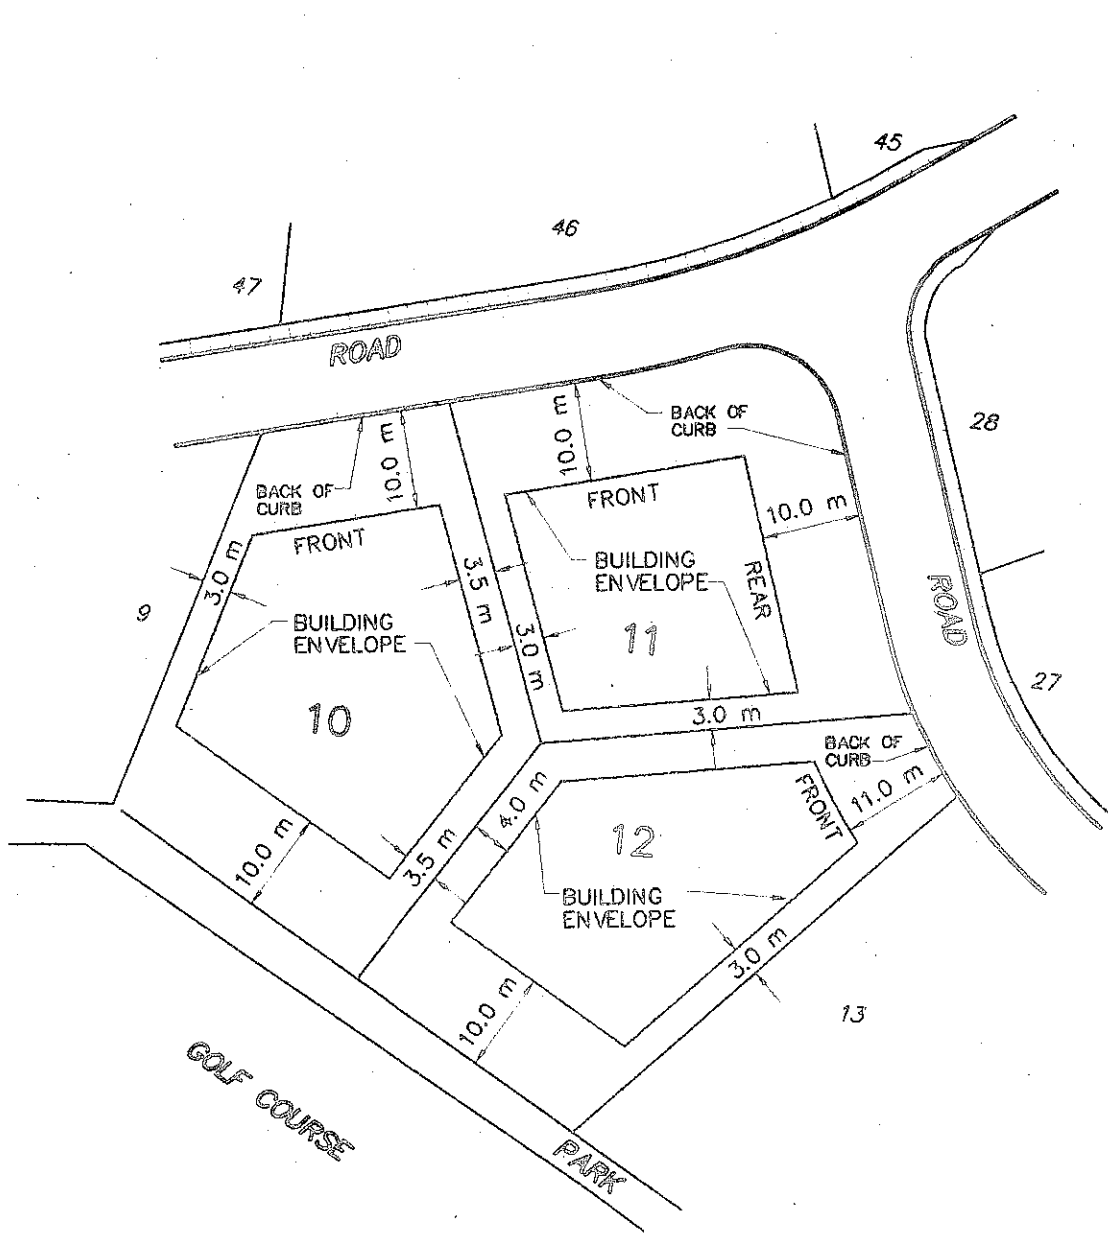 45
46
47
ROAD
BACK OF
CURB
28
10.0 m
10.0 m
BACK OF
CURB
FRONT
10.0 m
FRONT
BUILDING
ENVELOPE
REAR
3.0 m
3.5 m
9
BUILDING
ENVELOPE
11
3.0 m
ROAD
27
10
3.0 m
BACK OF
CURB
4.0 m
FRONT
11.0 m
12
10.0 m
3.5 m
BUILDING
ENVELOPE
3.0 m
10.0 m
13
GOLF COURSE
PARK